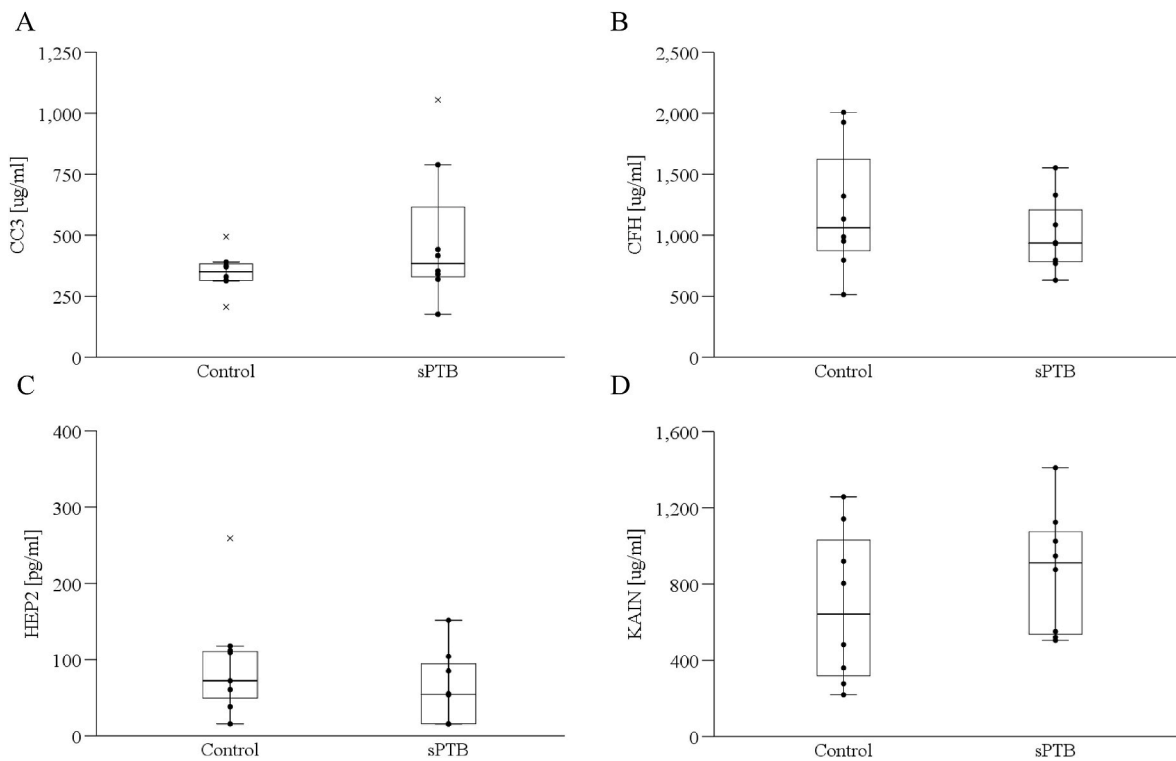 A
1,250
1,000
750
500
250
0
CC3 [ug/ml]
Control
sPTB
B
2,500
2,000
1,500
1,000
500
0
CFH [ug/ml]
Control
sPTB
C
400
300
200
100
0
HEP2 [pg/ml]
Control
sPTB
D
1,600
1,200
800
400
0
KAIN [ug/ml]
Control
sPTB